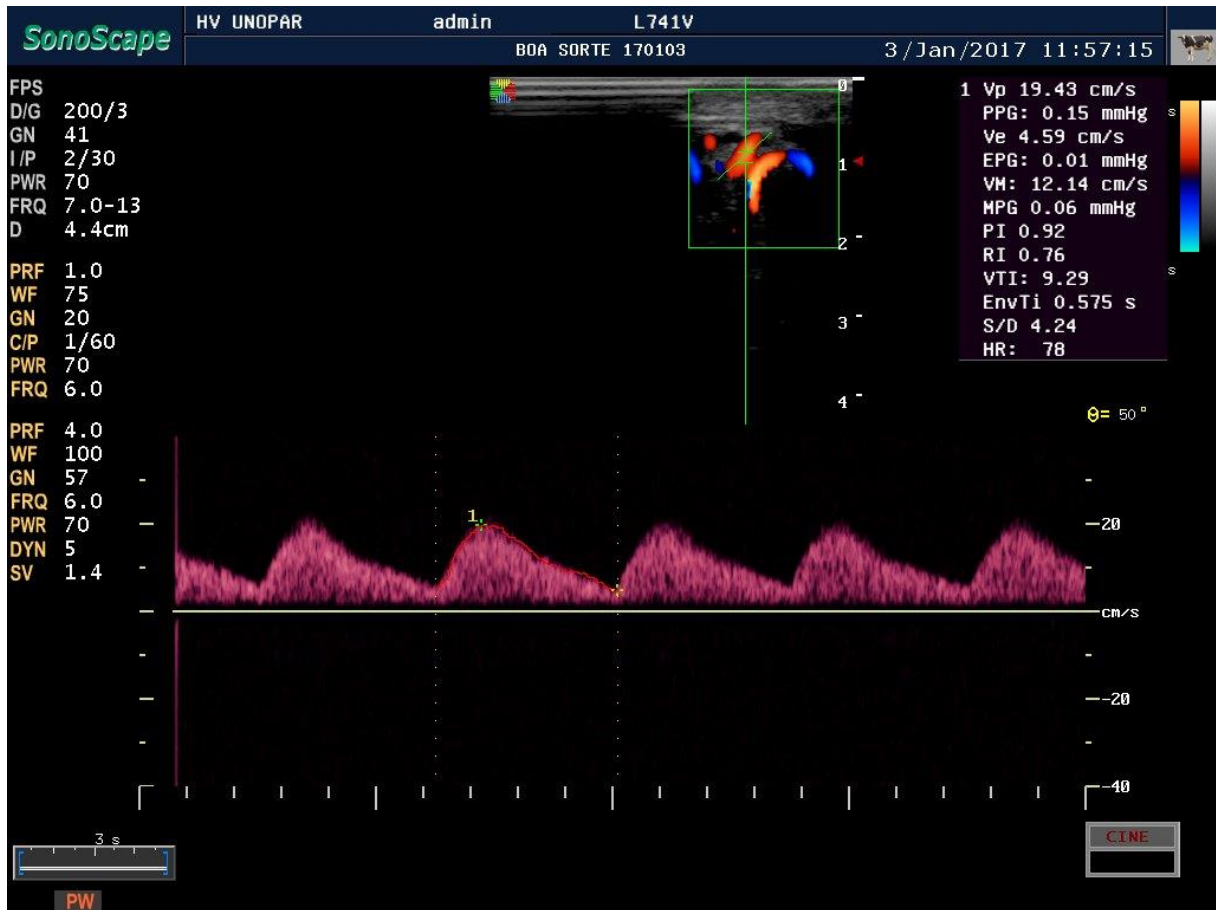 SonoScape
HV UNOPAR admin L741V
BOA SORTE 170103 3/Jan/2017 11:57:15
FPS
D/G 200/3
GN 41
I/P 2/30
PWR 70
FRQ 7.0-13
D 4.4cm
PRF 1.0
WF 75
GN 20
C/P 1/60
PWR 70
FRQ 6.0
PRF 4.0
WF 100
GN 57
FRQ 6.0
PWR 70
DYN 5
SV 1.4
0
1
2
3
4
1 Vp 19.43 cm/s
PPG: 0.15 mmHg
Ve 4.59 cm/s
EPG: 0.01 mmHg
VM: 12.14 cm/s
MPG 0.06 mmHg
PI 0.92
RI 0.76
VTI: 9.29
EnvTi 0.575 s
S/D 4.24
HR: 78
s
s
θ= 50°
1
20
cm/s
-20
-40
3 s
CINE
PW